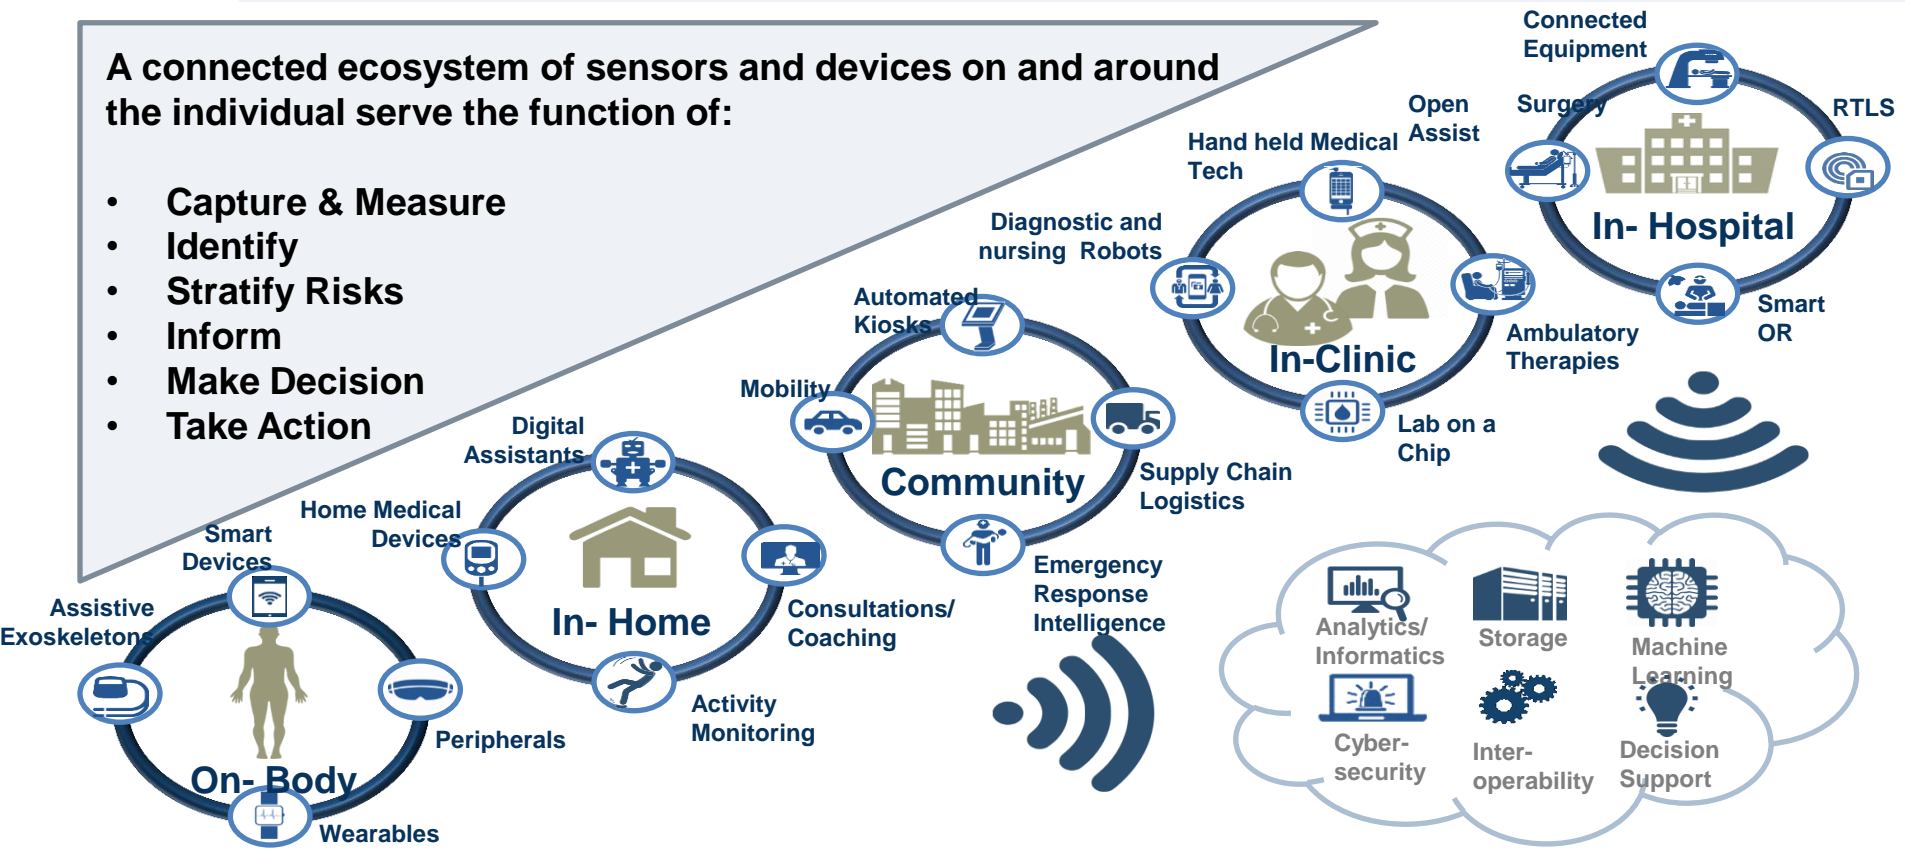 A connected ecosystem of sensors and devices on and around
the individual serve the function of:
• Capture & Measure
• Identify
• Stratify Risks
• Inform
• Make Decision
• Take Action
Connected
Equipment
Surgery
RTLS
In- Hospital
Smart
OR
Open
Assist
Hand held Medical
Tech
Diagnostic and
nursing Robots
In-Clinic
Ambulatory
Therapies
Lab on a
Chip
Automated
Kiosks
Mobility
Community
Supply Chain
Logistics
Emergency
Response
Intelligence
Digital
Assistants
Home Medical
Devices
In- Home
Consultations/
Coaching
Activity
Monitoring
Smart
Devices
Assistive
Exoskeletons
Peripherals
On- Body
Wearables
Analytics/
Informatics
Storage
Machine
Learning
Cyber-
security
Inter-
operability
Decision
Support